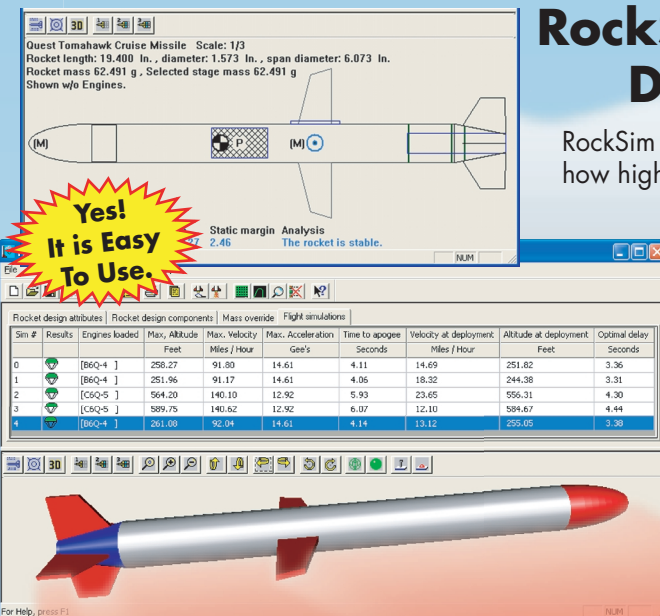 RockS
D
RockSim
how high
3D
Quest Tomahawk Cruise Missile Scale: 1/3
Rocket length: 19.400 In. , diameter: 1.573 In. , span diameter: 6.073 In.
Rocket mass 62.491 g , Selected stage mass 62.491 g
Shown w/o Engines.
(M) P (M)
Yes!
It is Easy
To Use.
Static margin Analysis
2.46 The rocket is stable.
NUM
Rocket design attributes Rocket design components Mass override Flight simulations
Sim # Results Engines loaded Max, Altitude Max. Velocity Max. Acceleration Time to apogee Velocity at deployment Altitude at deployment Optimal delay
Feet Miles / Hour Gee's Seconds Miles / Hour Feet Seconds
0 [B6Q-4 ] 258.27 91.80 14.61 4.11 14.69 251.82 3.36
1 [B6Q-4 ] 251.96 91.17 14.61 4.06 18.32 244.38 3.31
2 [C6Q-5 ] 564.20 140.10 12.92 5.93 23.65 556.31 4.30
3 [C6Q-5 ] 589.75 140.62 12.92 6.07 12.10 584.67 4.44
4 [B6Q-4 ] 261.08 92.04 14.61 4.14 13.12 255.05 3.38
3D
For Help, press F1
NUM